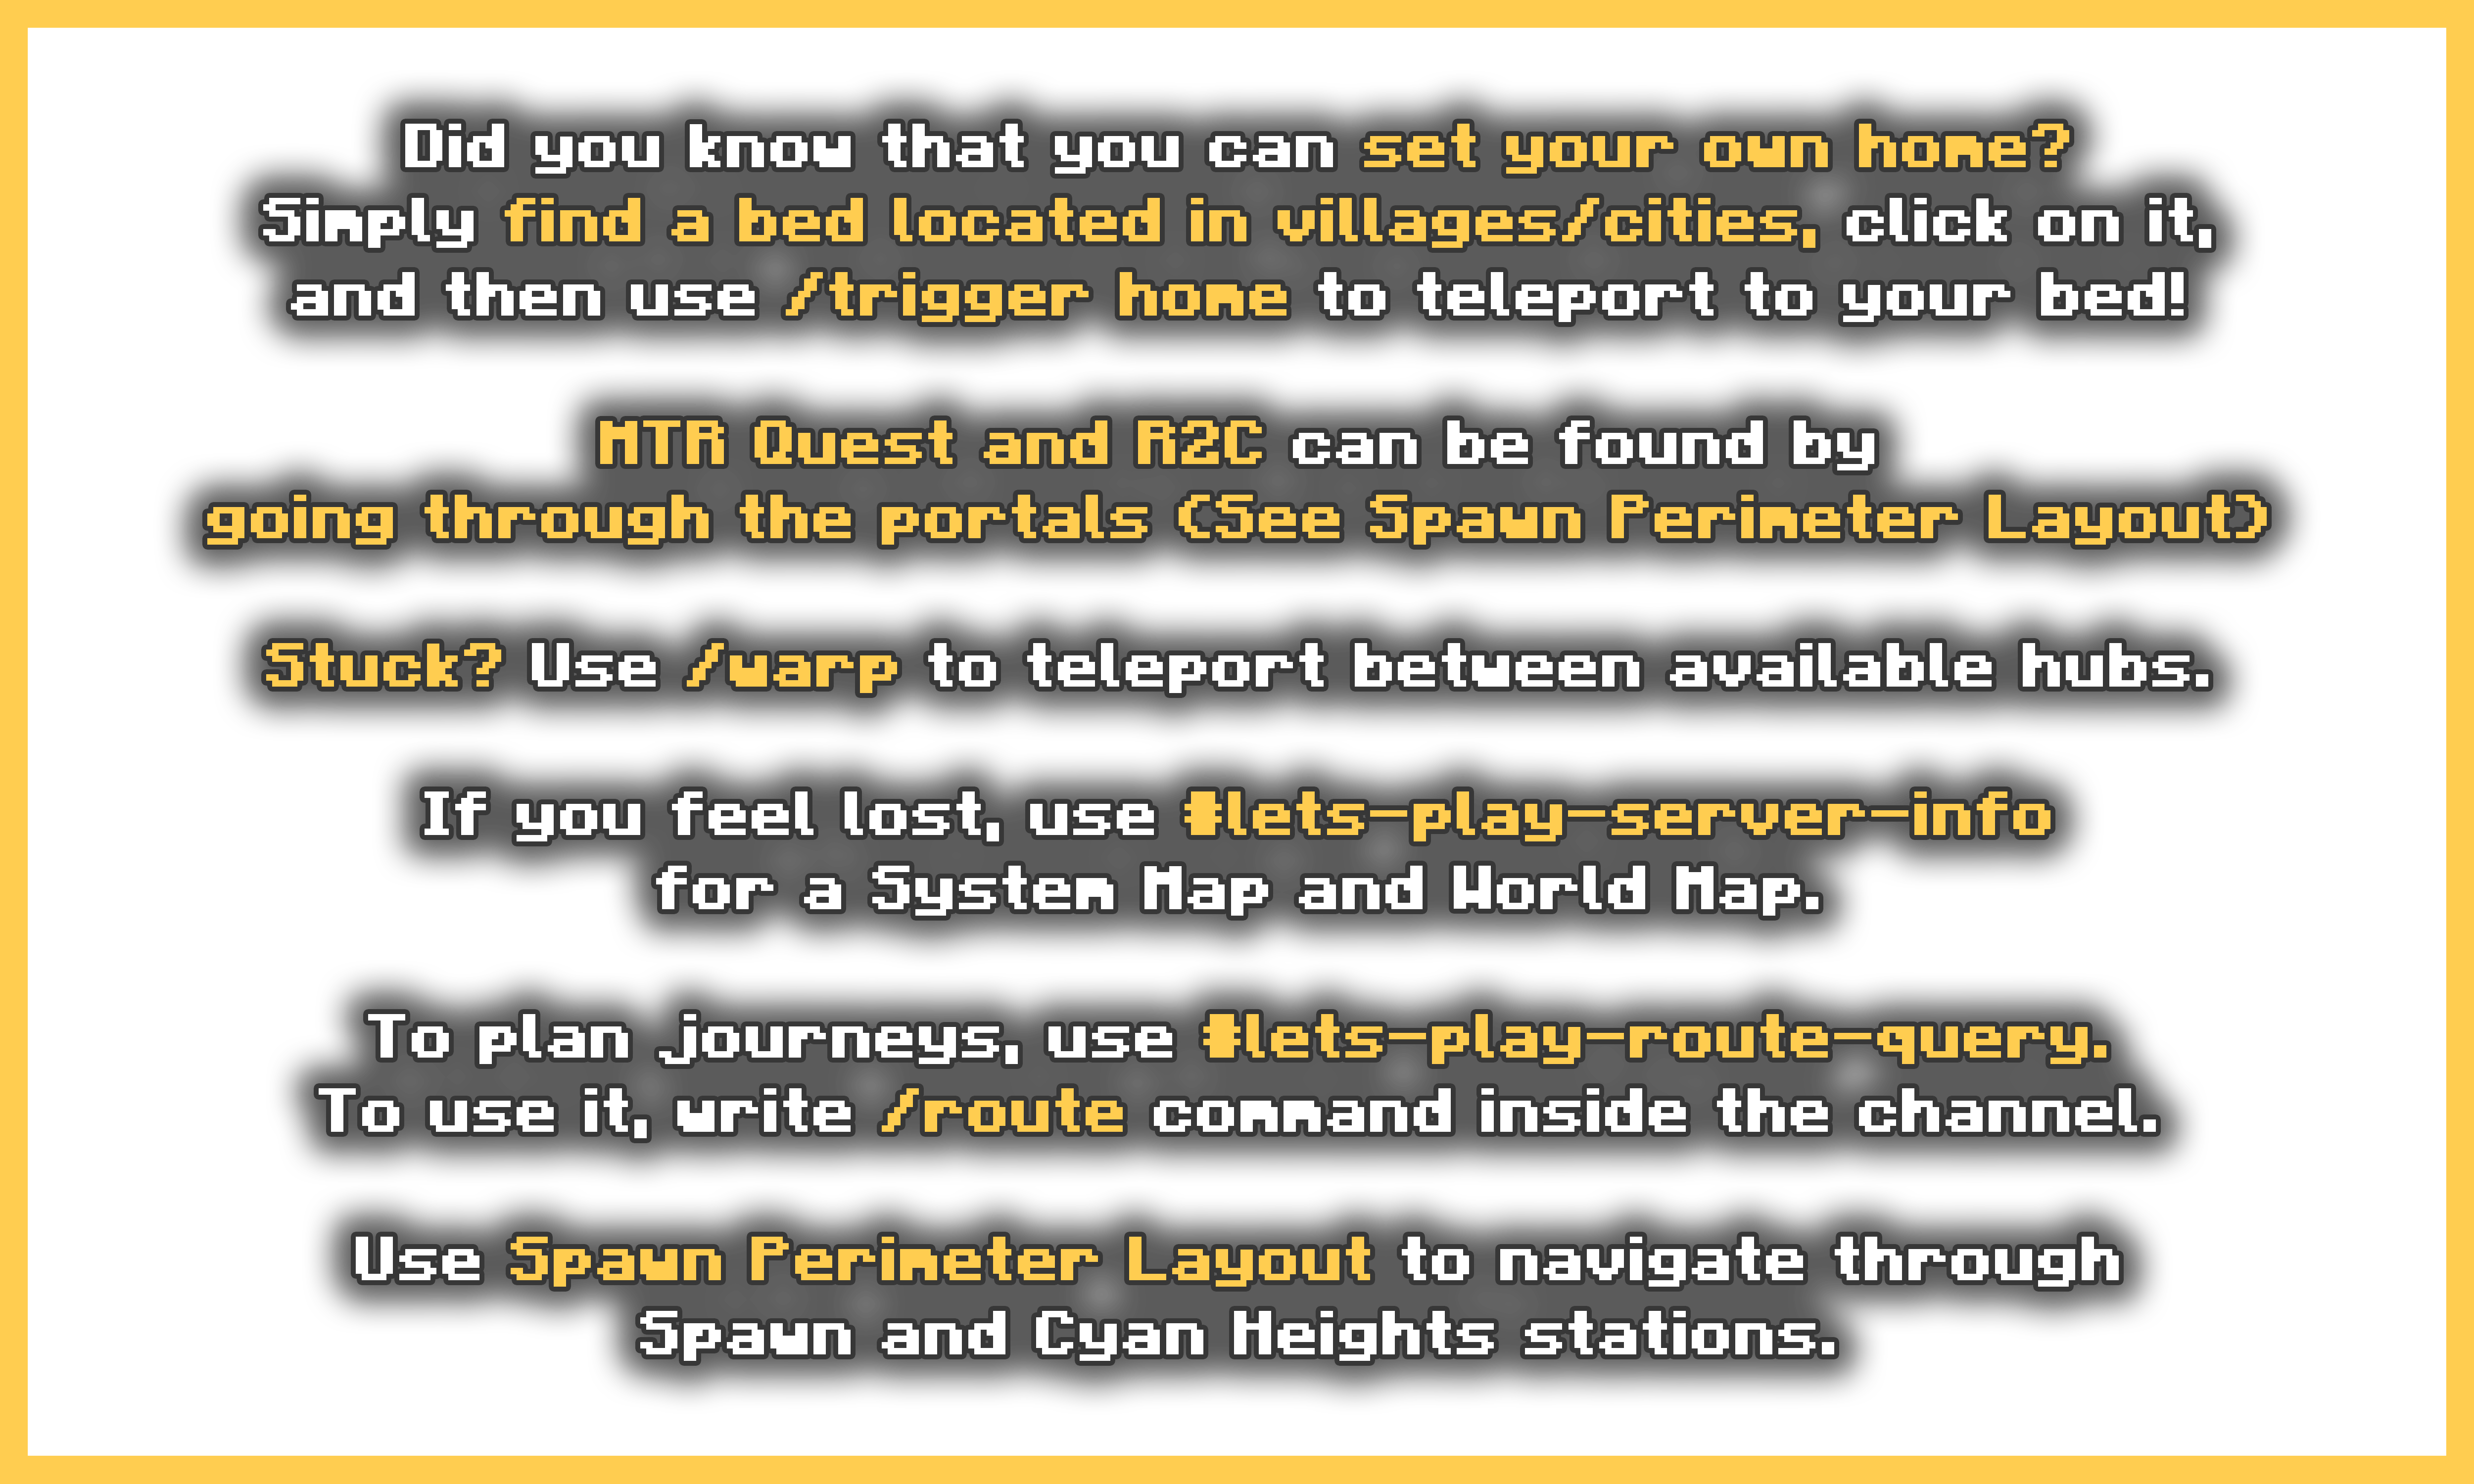 Did you know that you can set your own home?
Simply find a bed located in villages/cities, click on it,
and then use /trigger home to teleport to your bed!
MTR Quest and R2C can be found by
going through the portals (See Spawn Perimeter Layout)
Stuck? Use /warp to teleport between available hubs.
If you feel lost, use #lets-play-server-info
for a System Map and World Map.
To plan journeys, use #lets-play-route-query.
To use it, write /route command inside the channel.
Use Spawn Perimeter Layout to navigate through
Spawn and Cyan Heights stations.